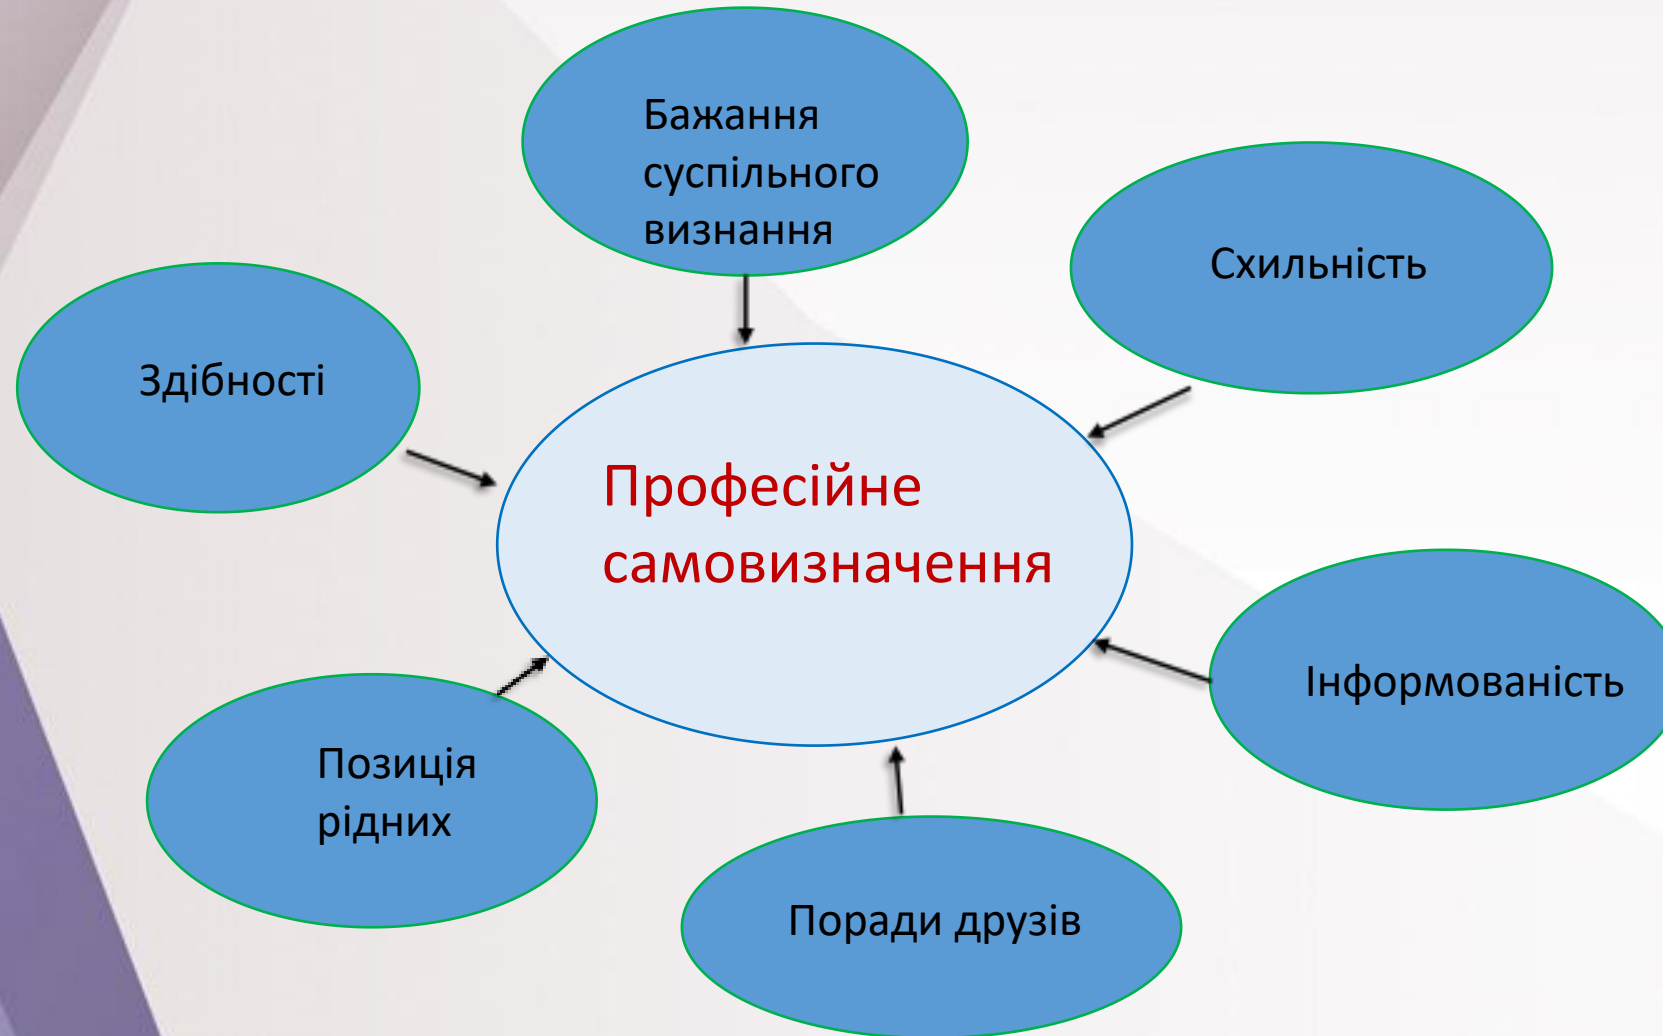 Бажання
суспільного
визнання
Схильність
Здібності
Професійне
самовизначення
Інформованість
Позиція
рідних
Поради друзів